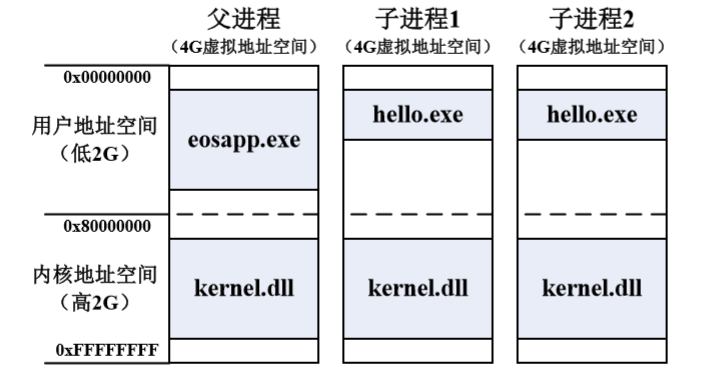 父进程 子进程1 子进程2
（4G虚拟地址空间） （4G虚拟地址空间） （4G虚拟地址空间）
0x00000000
用户地址空间
（低2G）
eosapp.exe
hello.exe hello.exe
0x80000000
内核地址空间
（高2G）
kernel.dll kernel.dll kernel.dll
0xFFFFFFFF